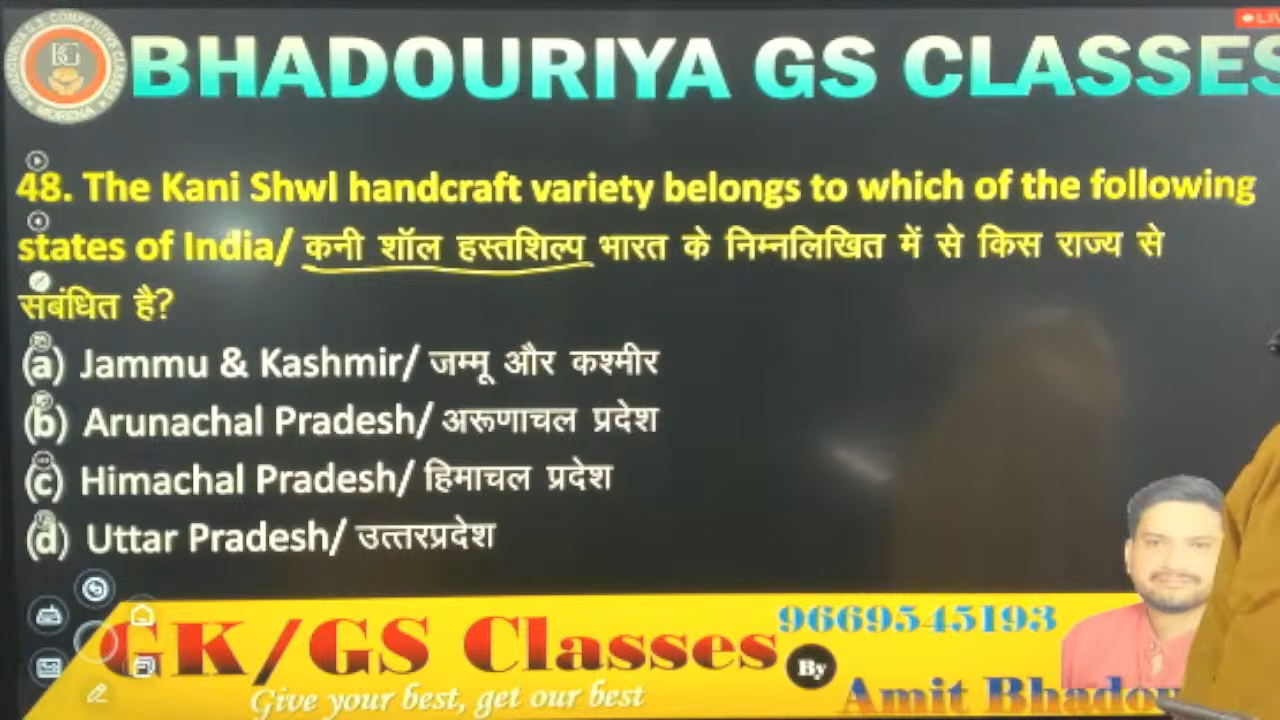 BHADOURIYA GS CLASSES
48. The Kani Shwl handcraft variety belongs to which of the following
states of India/ कनी शॉल हस्तशिल्प भारत के निम्नलिखित में से किस राज्य से
सबंधित है?
(a) Jammu & Kashmir/ जम्मू और कश्मीर
(b) Arunachal Pradesh/ अरूणाचल प्रदेश
(c) Himachal Pradesh/ हिमाचल प्रदेश
(d) Uttar Pradesh/ उत्तरप्रदेश
GK/GS Classes
Give your best, get our best
9669545193
By
Amit